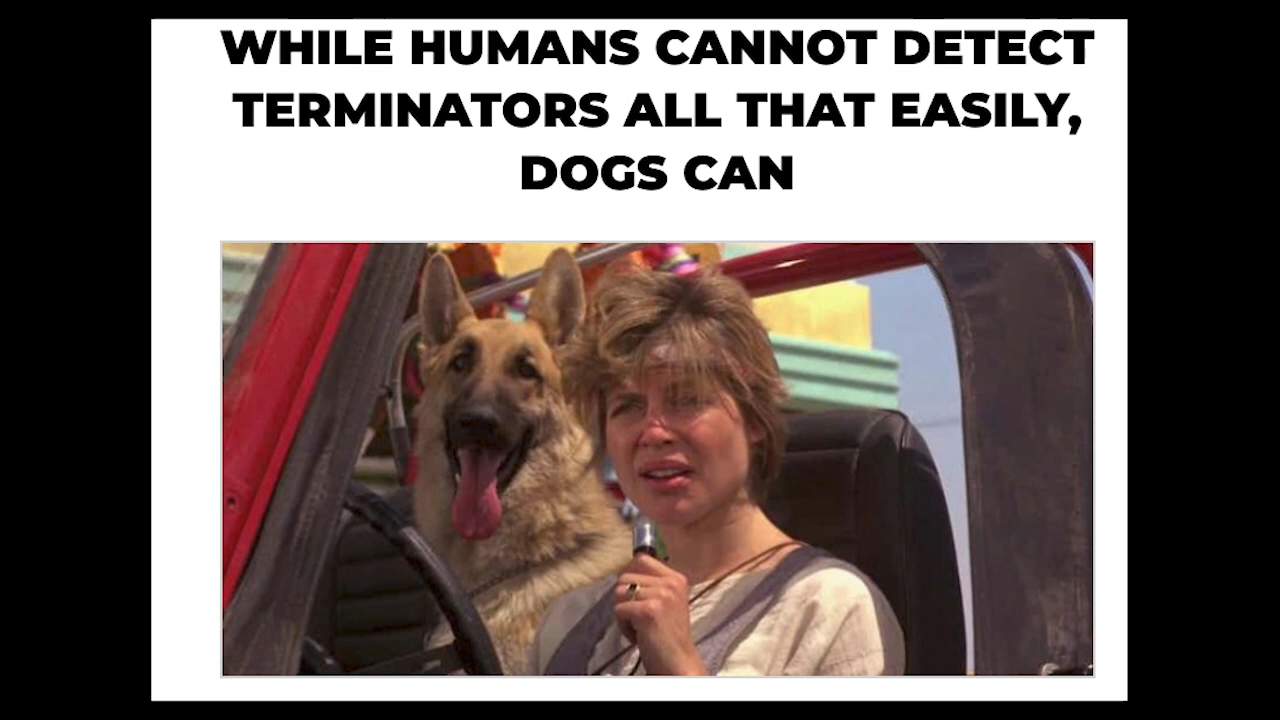 WHILE HUMANS CANNOT DETECT
TERMINATORS ALL THAT EASILY,
DOGS CAN